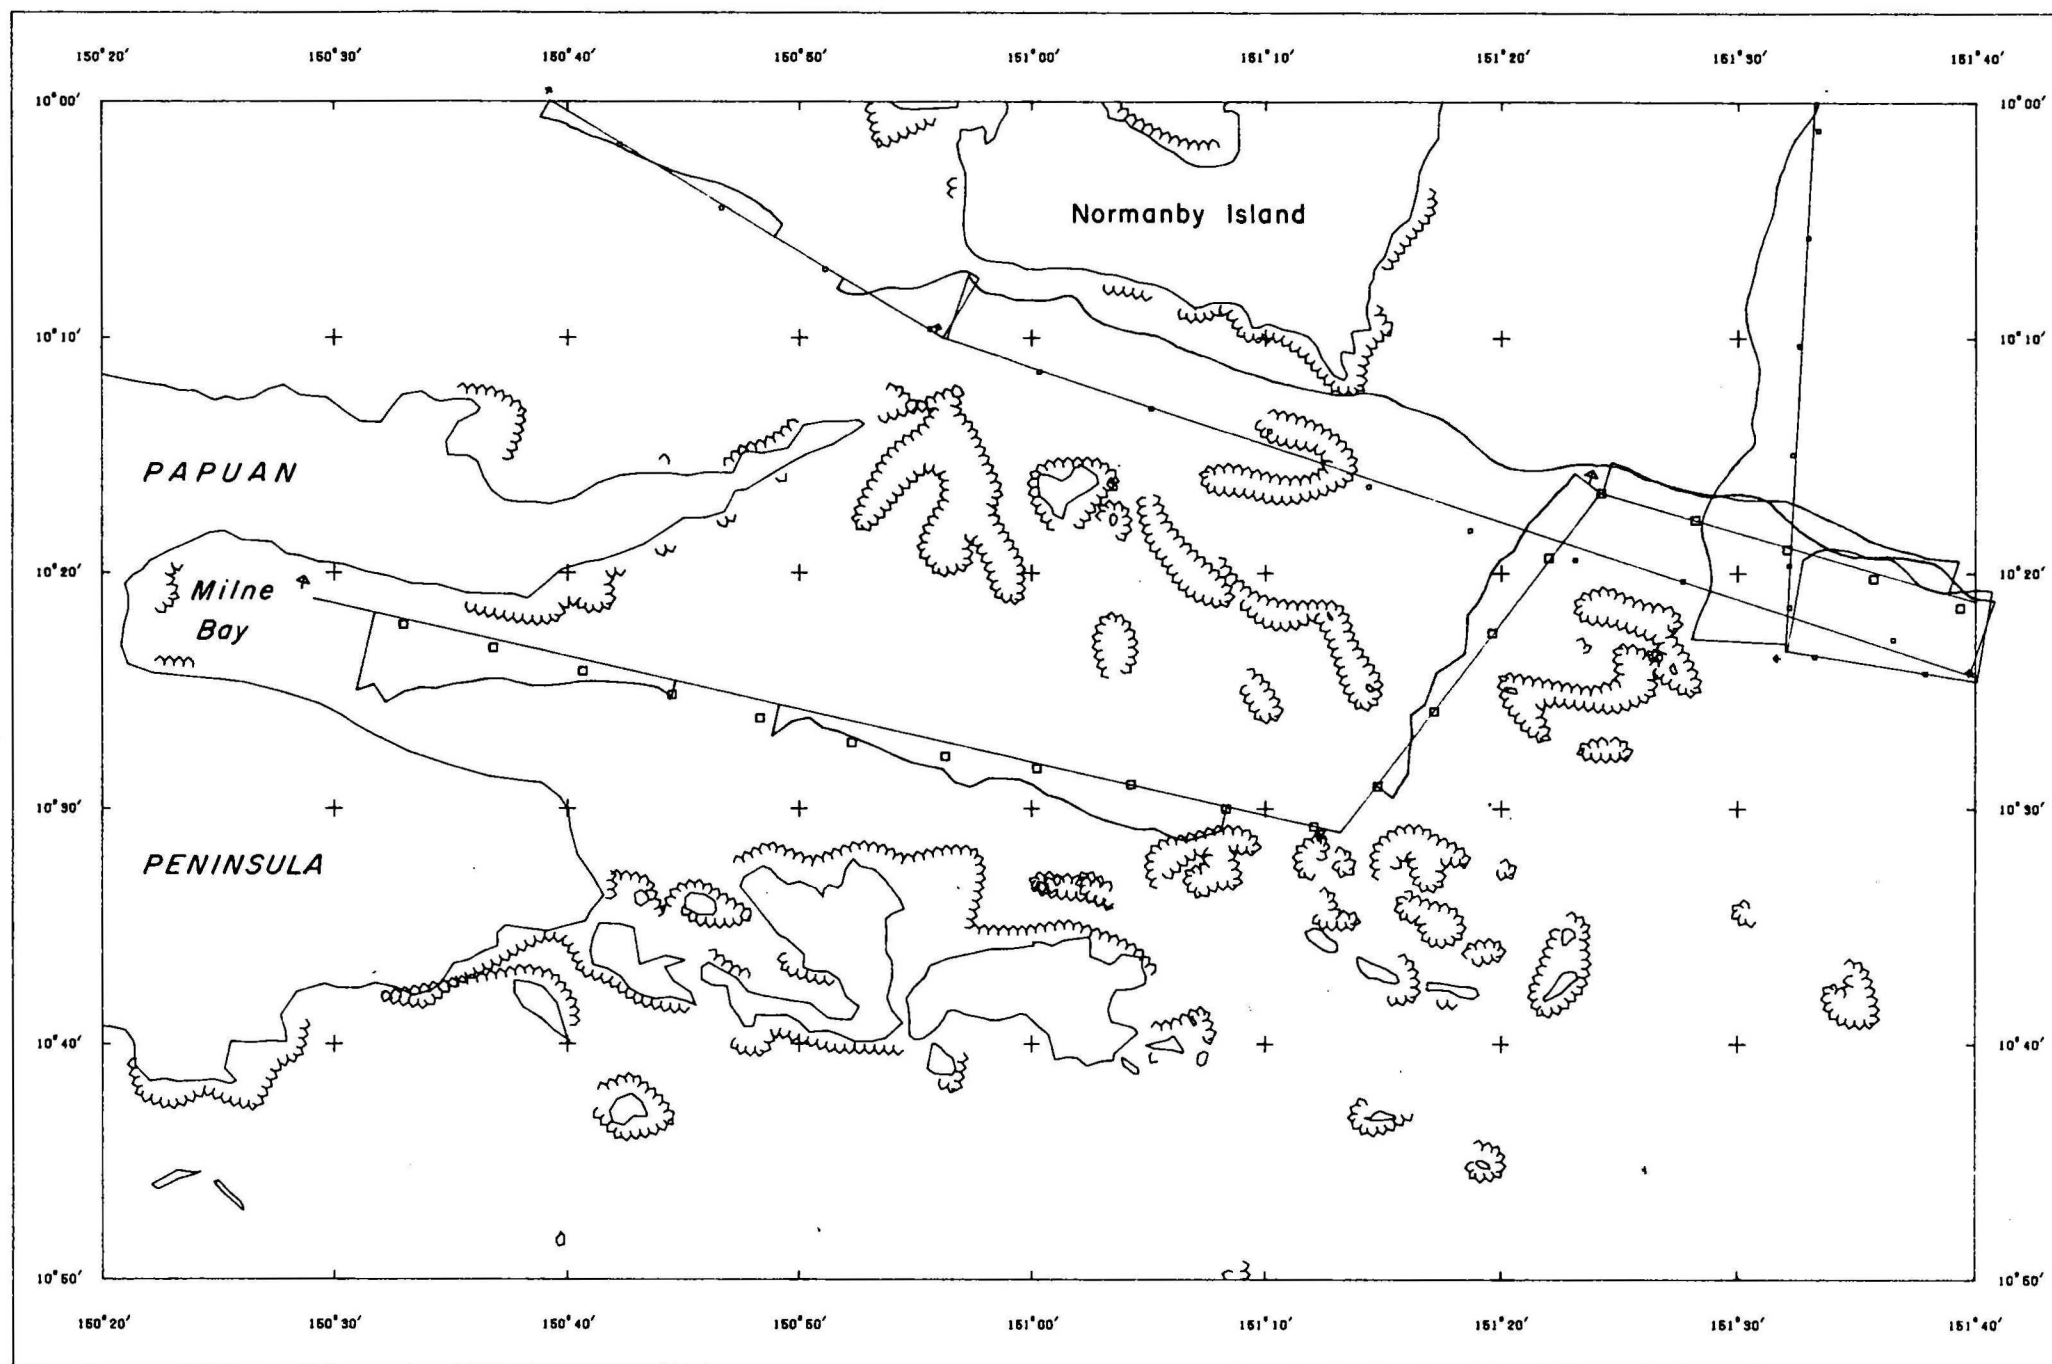 150°20′ 150°30′ 150°40′ 150°50′ 151°00′ 151°10′ 151°20′ 151°30′ 151°40′
10°00′ 10°00′
Normanby Island
10°10′ 10°10′
PAPUAN
10°20′ 10°20′
Milne
Bay
10°30′ 10°30′
PENINSULA
10°40′ 10°40′
10°50′ 10°50′
150°20′ 150°30′ 150°40′ 150°50′ 151°00′ 151°10′ 151°20′ 151°30′ 151°40′